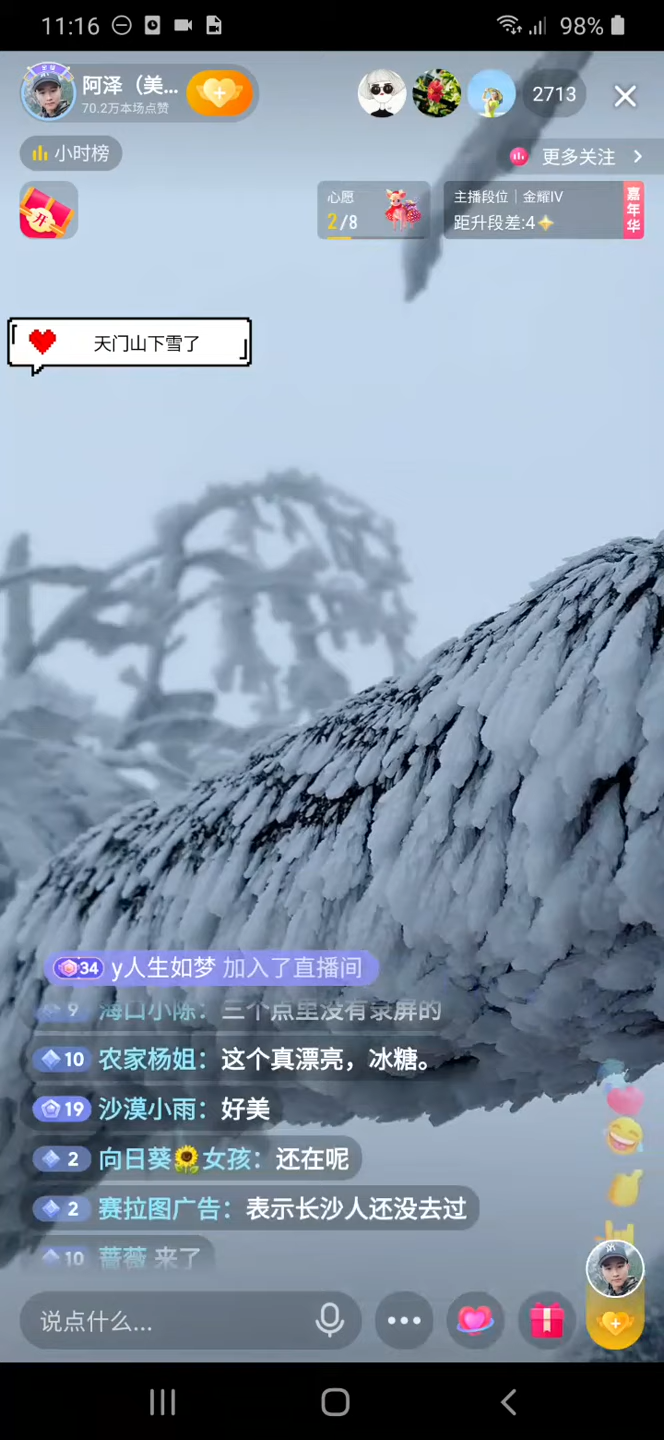 11:16
98%
阿泽（美...
70.2万本场点赞
2713
小时榜
更多关注
开
心愿
2/8
主播段位｜金耀IV
距升段差:4
嘉年华
天门山下雪了
34 y人生如梦 加入了直播间
9 海口小陈：三个点里没有录屏的
10 农家杨姐：这个真漂亮，冰糖。
19 沙漠小雨：好美
2 向日葵🌻女孩：还在呢
2 赛拉图广告：表示长沙人还没去过
10 蔷薇 来了
说点什么...